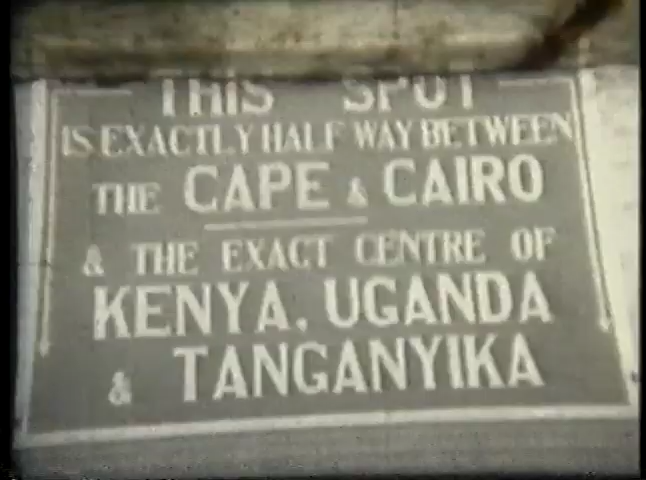 THIS SPOT
IS EXACTLY HALF WAY BETWEEN
THE CAPE & CAIRO
& THE EXACT CENTRE OF
KENYA. UGANDA
& TANGANYIKA